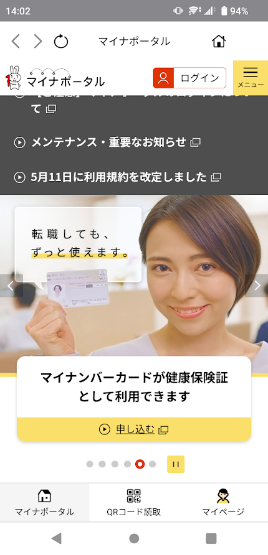 14:02
94%
マイナポータル
マイナポータル
ログイン
メニュー
て
メンテナンス・重要なお知らせ
5月11日に利用規約を改定しました
転職しても、
ずっと使えます。
マイナンバーカードが健康保険証
として利用できます
申し込む
マイナポータル
QRコード読取
マイページ